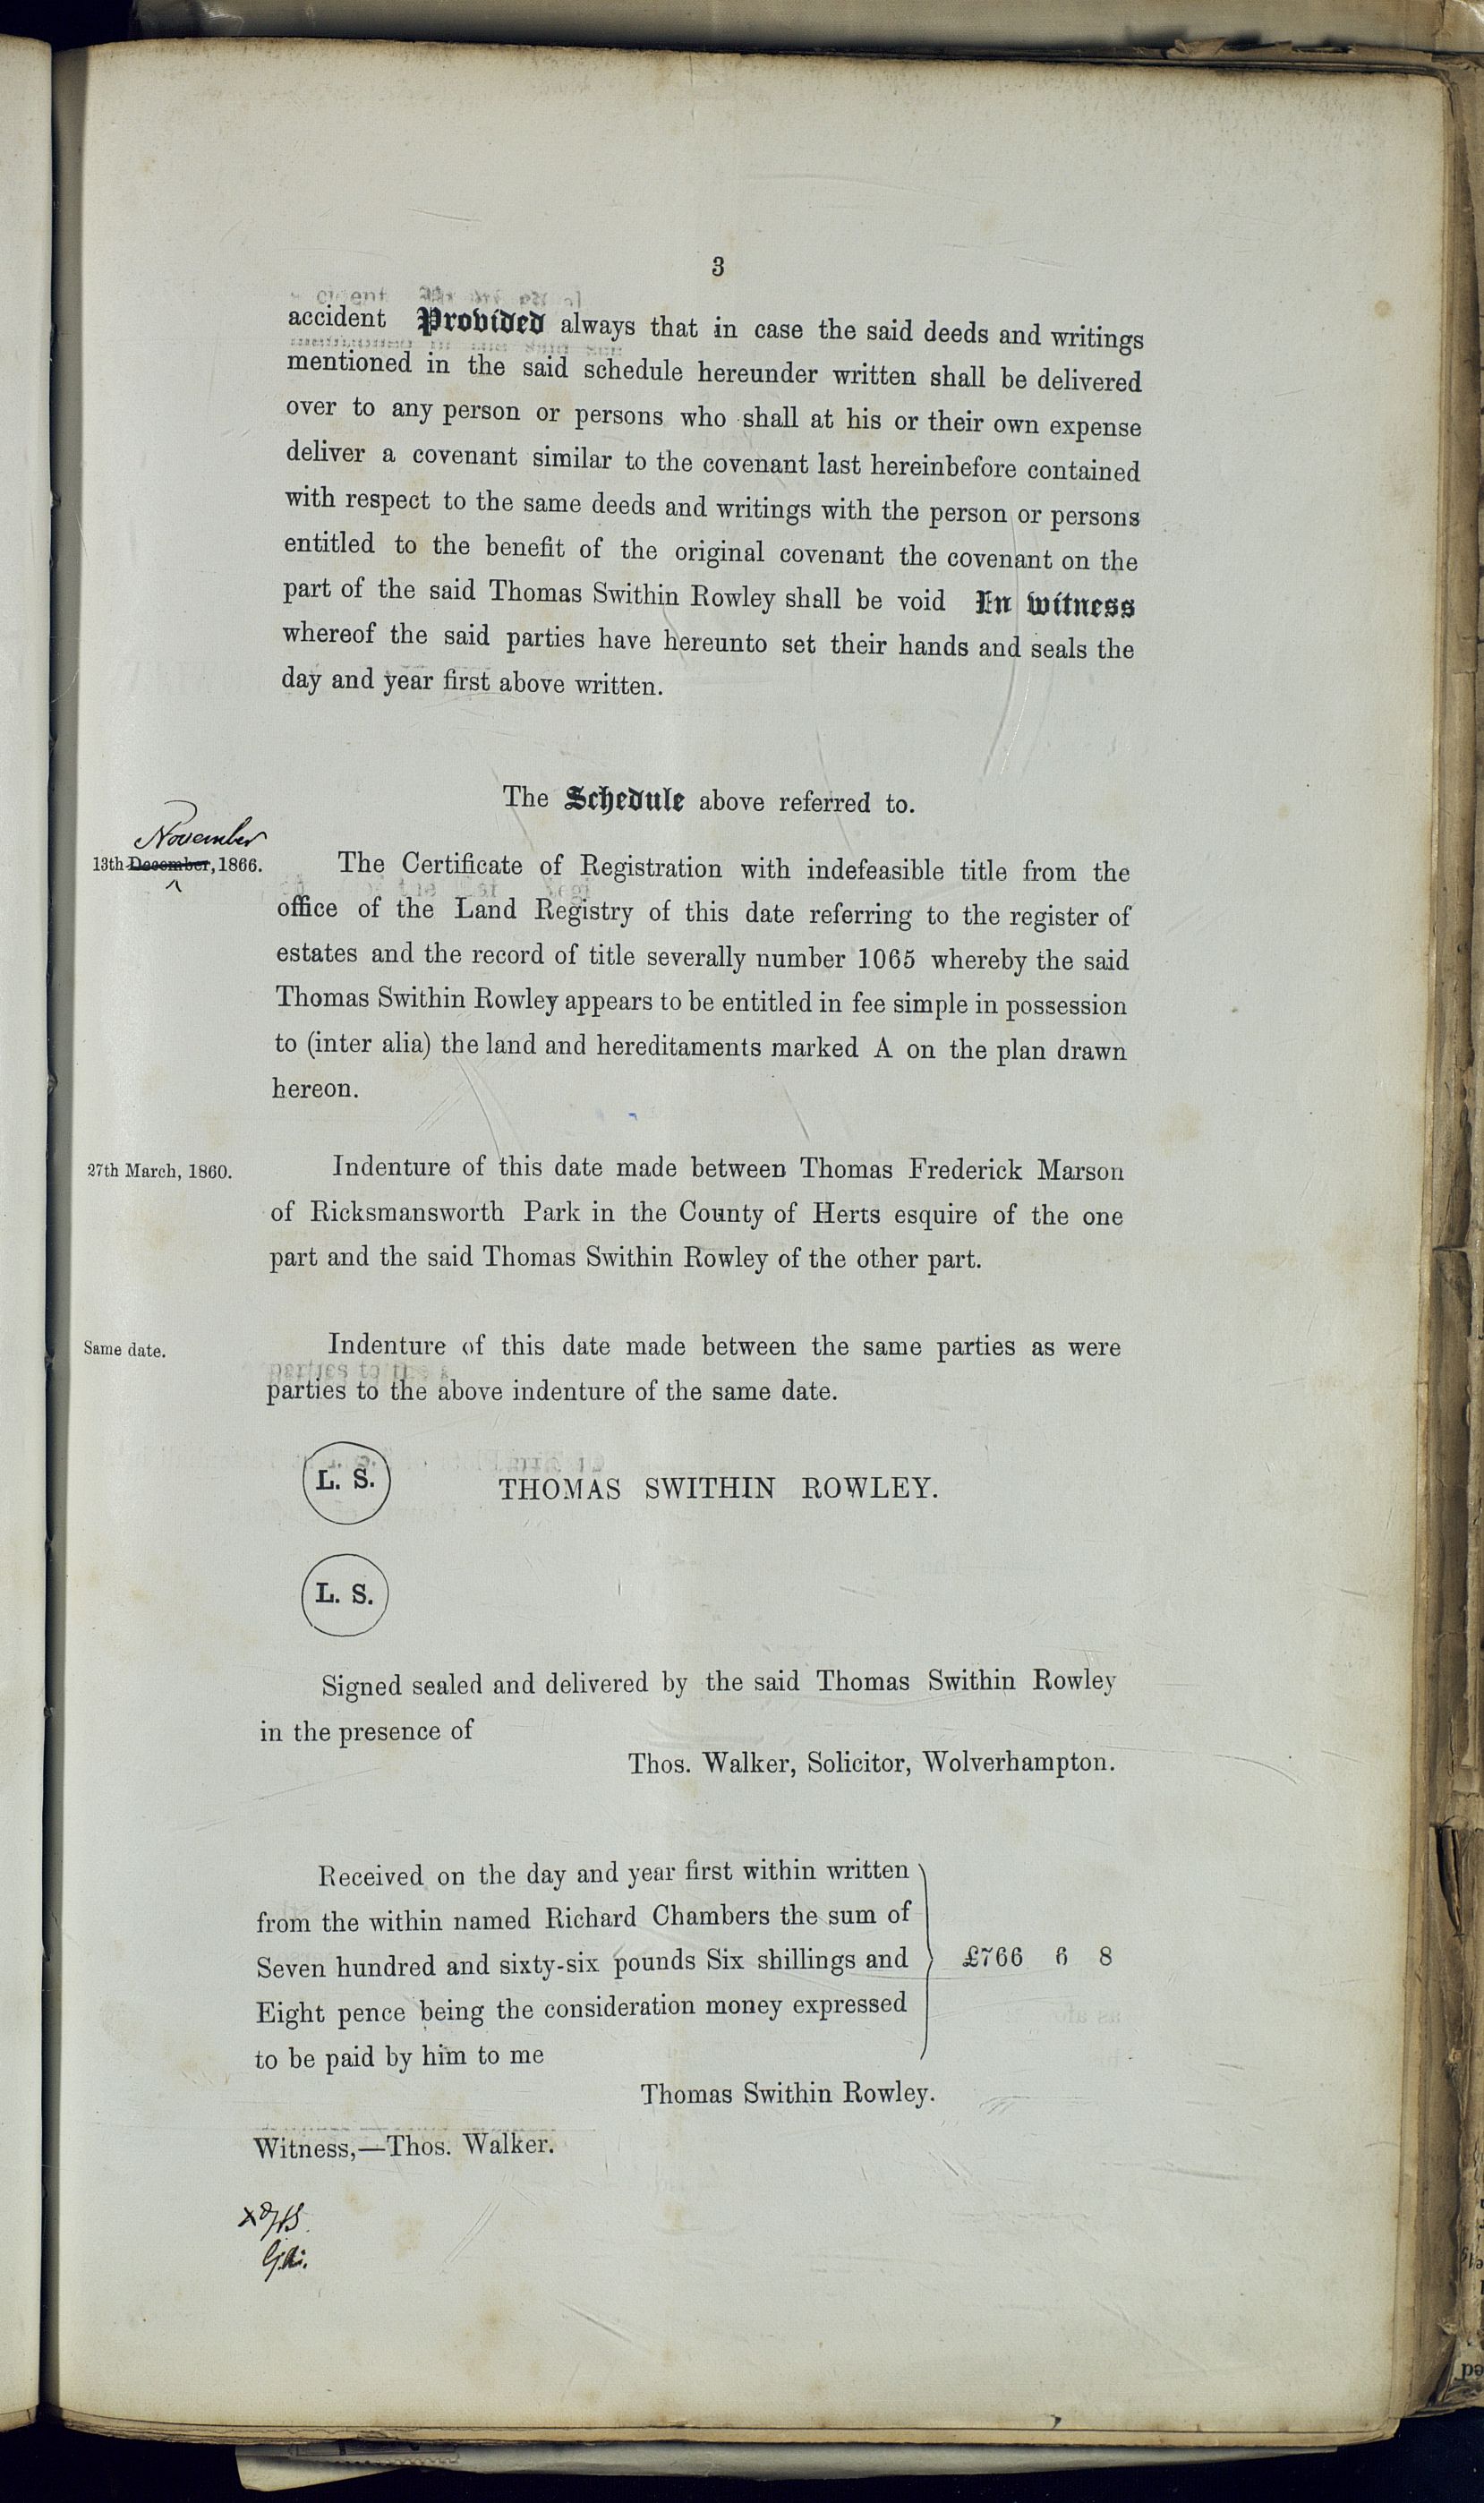 3
accident Provided always that in case the said deeds and writings
mentioned in the said schedule hereunder written shall be delivered
over to any person or persons who shall at his or their own expense
deliver a covenant similar to the covenant last hereinbefore contained
with respect to the same deeds and writings with the person or persons
entitled to the benefit of the original covenant the covenant on the
part of the said Thomas Swithin Rowley shall be void In witness
whereof the said parties have hereunto set their hands and seals the
day and year first above written.
The Schedule above referred to.
November
13th December, 1866.
The Certificate of Registration with indefeasible title from the
office of the Land Registry of this date referring to the register of
estates and the record of title severally number 1065 whereby the said
Thomas Swithin Rowley appears to be entitled in fee simple in possession
to (inter alia) the land and hereditaments marked A on the plan drawn
hereon.
27th March, 1860.
Indenture of this date made between Thomas Frederick Marson
of Ricksmansworth Park in the County of Herts esquire of the one
part and the said Thomas Swithin Rowley of the other part.
Same date.
Indenture of this date made between the same parties as were
parties to the above indenture of the same date.
L. S.
THOMAS SWITHIN ROWLEY.
L. S.
Signed sealed and delivered by the said Thomas Swithin Rowley
in the presence of
Thos. Walker, Solicitor, Wolverhampton.
Received on the day and year first within written
from the within named Richard Chambers the sum of
Seven hundred and sixty-six pounds Six shillings and
£766 6 8
Eight pence being the consideration money expressed
to be paid by him to me
Thomas Swithin Rowley.
Witness,—Thos. Walker.